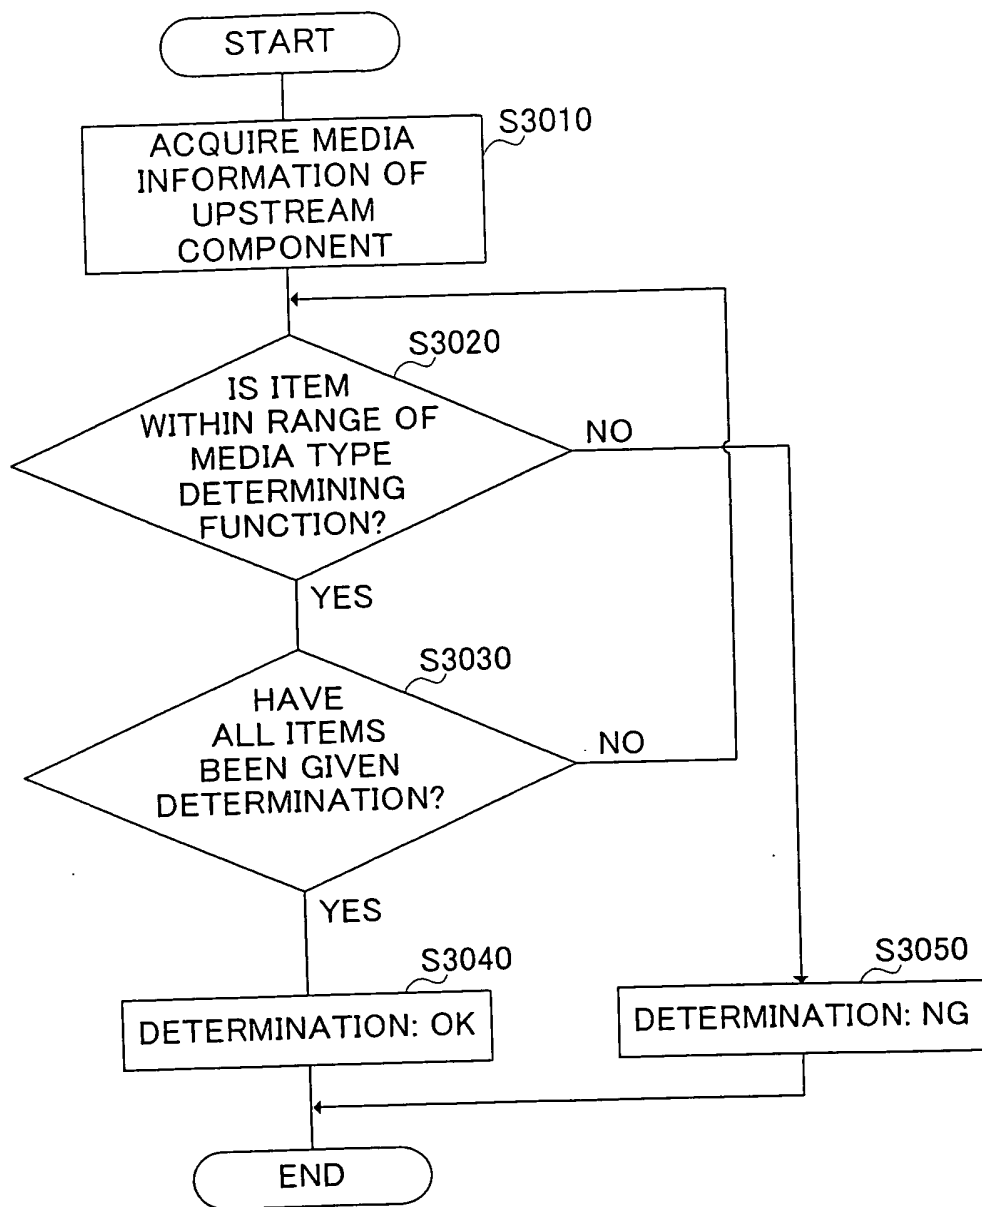 START
S3010
ACQUIRE MEDIA
INFORMATION OF
UPSTREAM
COMPONENT
S3020
IS ITEM
WITHIN RANGE OF
MEDIA TYPE
DETERMINING
FUNCTION?
NO
YES
S3030
HAVE
ALL ITEMS
BEEN GIVEN
DETERMINATION?
NO
YES
S3040
DETERMINATION: OK
S3050
DETERMINATION: NG
END